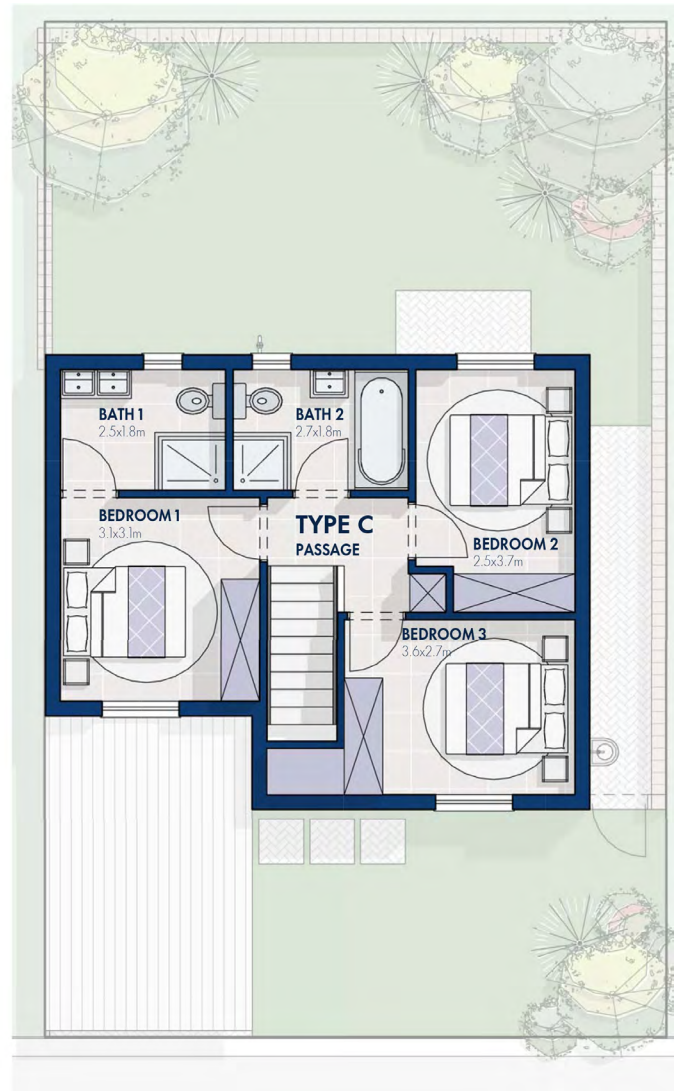 BATH 1
2.5x1.8m
BATH 2
2.7x1.8m
BEDROOM 1
3.1x3.1m
TYPE C
PASSAGE
BEDROOM 2
2.5x3.7m
BEDROOM 3
3.6x2.7m